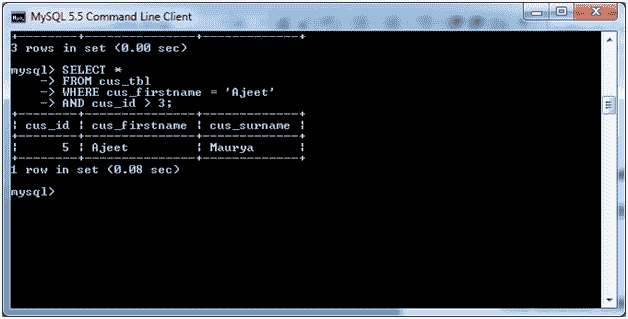 MySQL 5.5 Command Line Client
+--------+---------------+-------------+
3 rows in set (0.00 sec)
mysql> SELECT *
    -> FROM cus_tbl
    -> WHERE cus_firstname = 'Ajeet'
    -> AND cus_id > 3;
+--------+---------------+-------------+
| cus_id | cus_firstname | cus_surname |
+--------+---------------+-------------+
|      5 | Ajeet         | Maurya      |
+--------+---------------+-------------+
1 row in set (0.08 sec)
mysql>